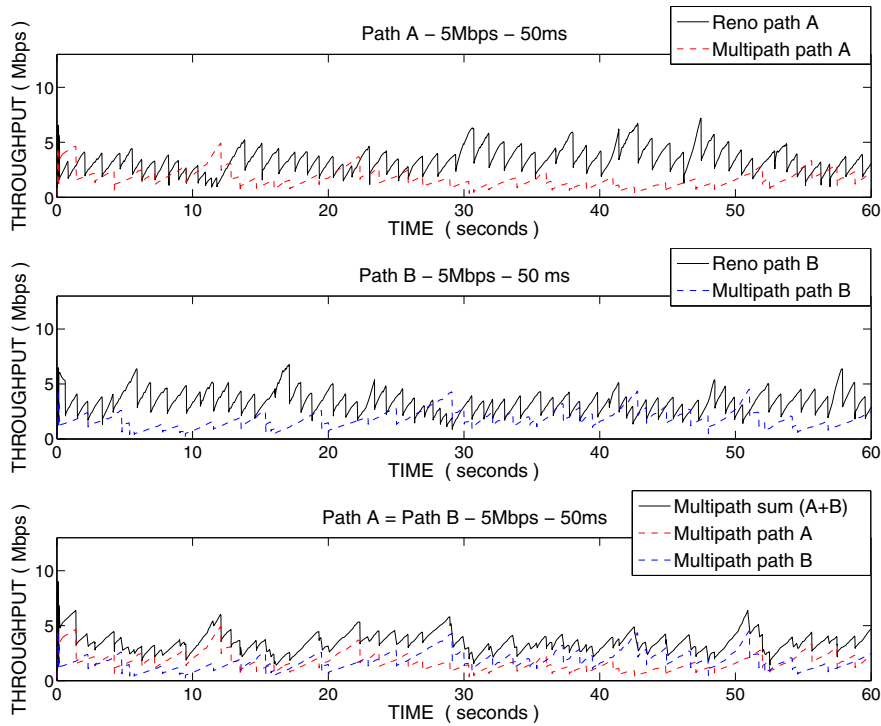 Path A − 5Mbps − 50ms
Reno path A
Multipath path A
THROUGHPUT ( Mbps)
10
5
0
0 10 20 30 40 50 60
TIME ( seconds )
Path B − 5Mbps − 50 ms
Reno path B
Multipath path B
THROUGHPUT ( Mbps)
10
5
0
0 10 20 30 40 50 60
TIME ( seconds )
Path A = Path B − 5Mbps − 50ms
Multipath sum (A+B)
Multipath path A
Multipath path B
THROUGHPUT ( Mbps)
10
5
0
0 10 20 30 40 50 60
TIME ( seconds )